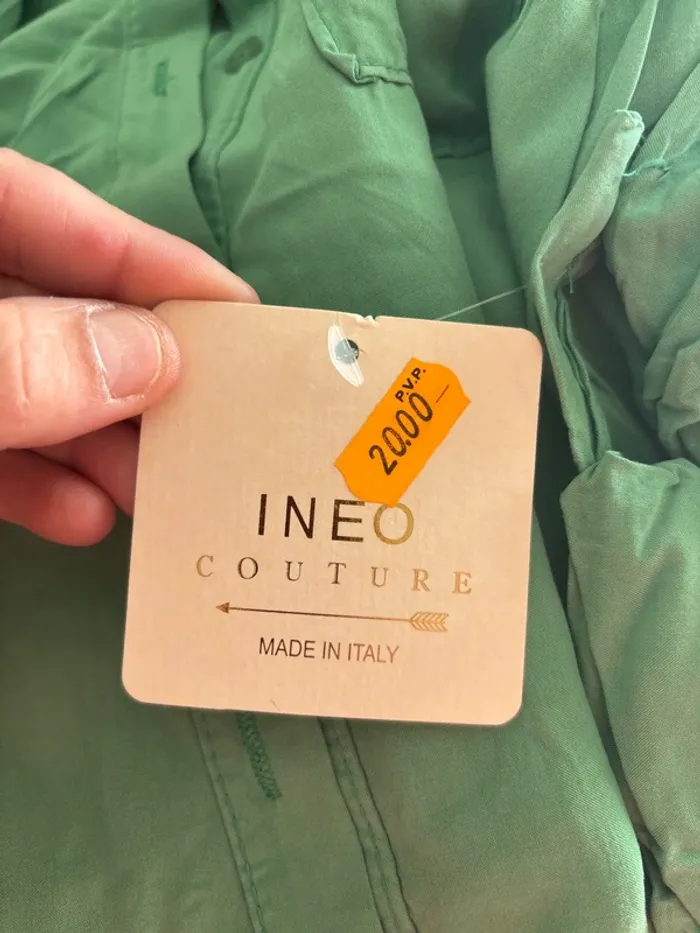 P.V.P.
20.00
INEO
COUTURE
MADE IN ITALY